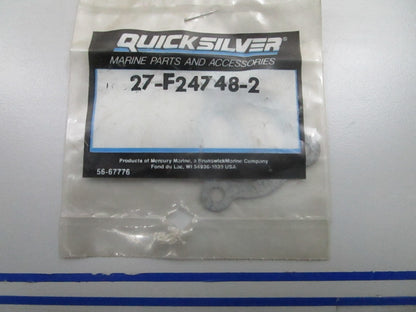 QUICKSILVER®
MARINE PARTS AND ACCESSORIES
27-F24748-2
Products of Mercury Marine, a Brunswick Marine Company
Fond du Lac, WI 54936-1939 USA.
56-67776